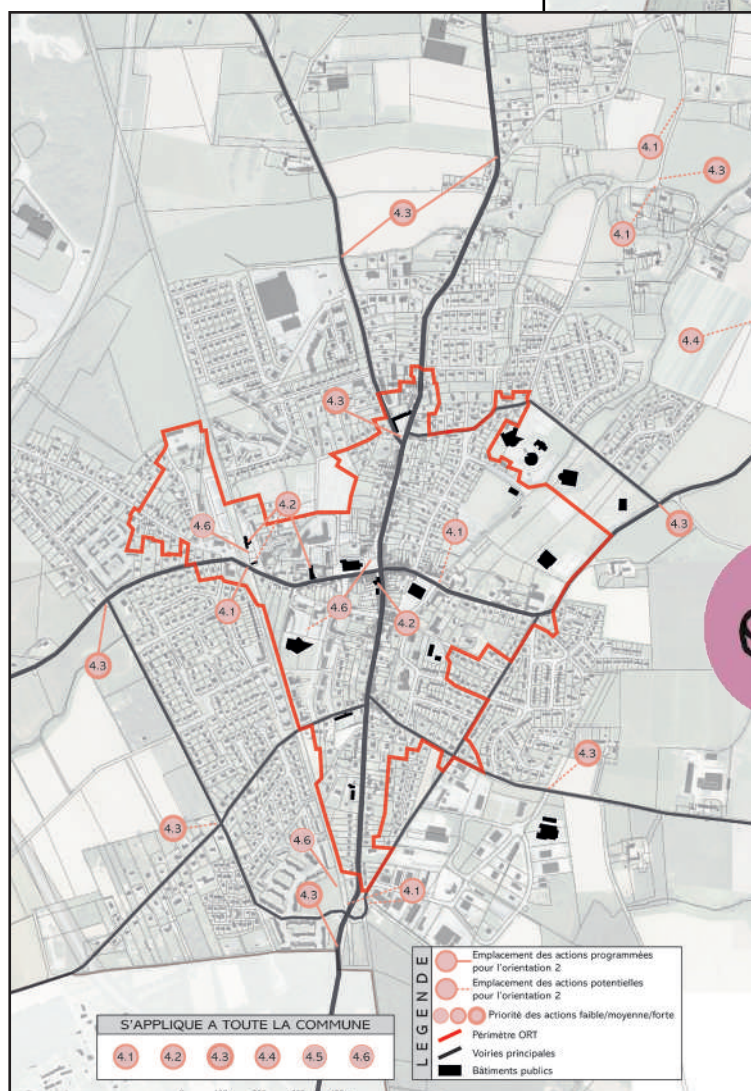 4.1
4.3
4.1
4.3
4.4
4.3
4.3
4.2
4.6
4.1
4.1
4.6
4.2
4.3
4.3
4.3
4.6
4.3
4.1
LEGENDE
Emplacement des actions programmées
pour l'orientation 2
Emplacement des actions potentielles
pour l'orientation 2
Priorité des actions faible/moyenne/forte
Périmètre ORT
Voiries principales
Bâtiments publics
S'APPLIQUE A TOUTE LA COMMUNE
4.1 4.2 4.3 4.4 4.5 4.6